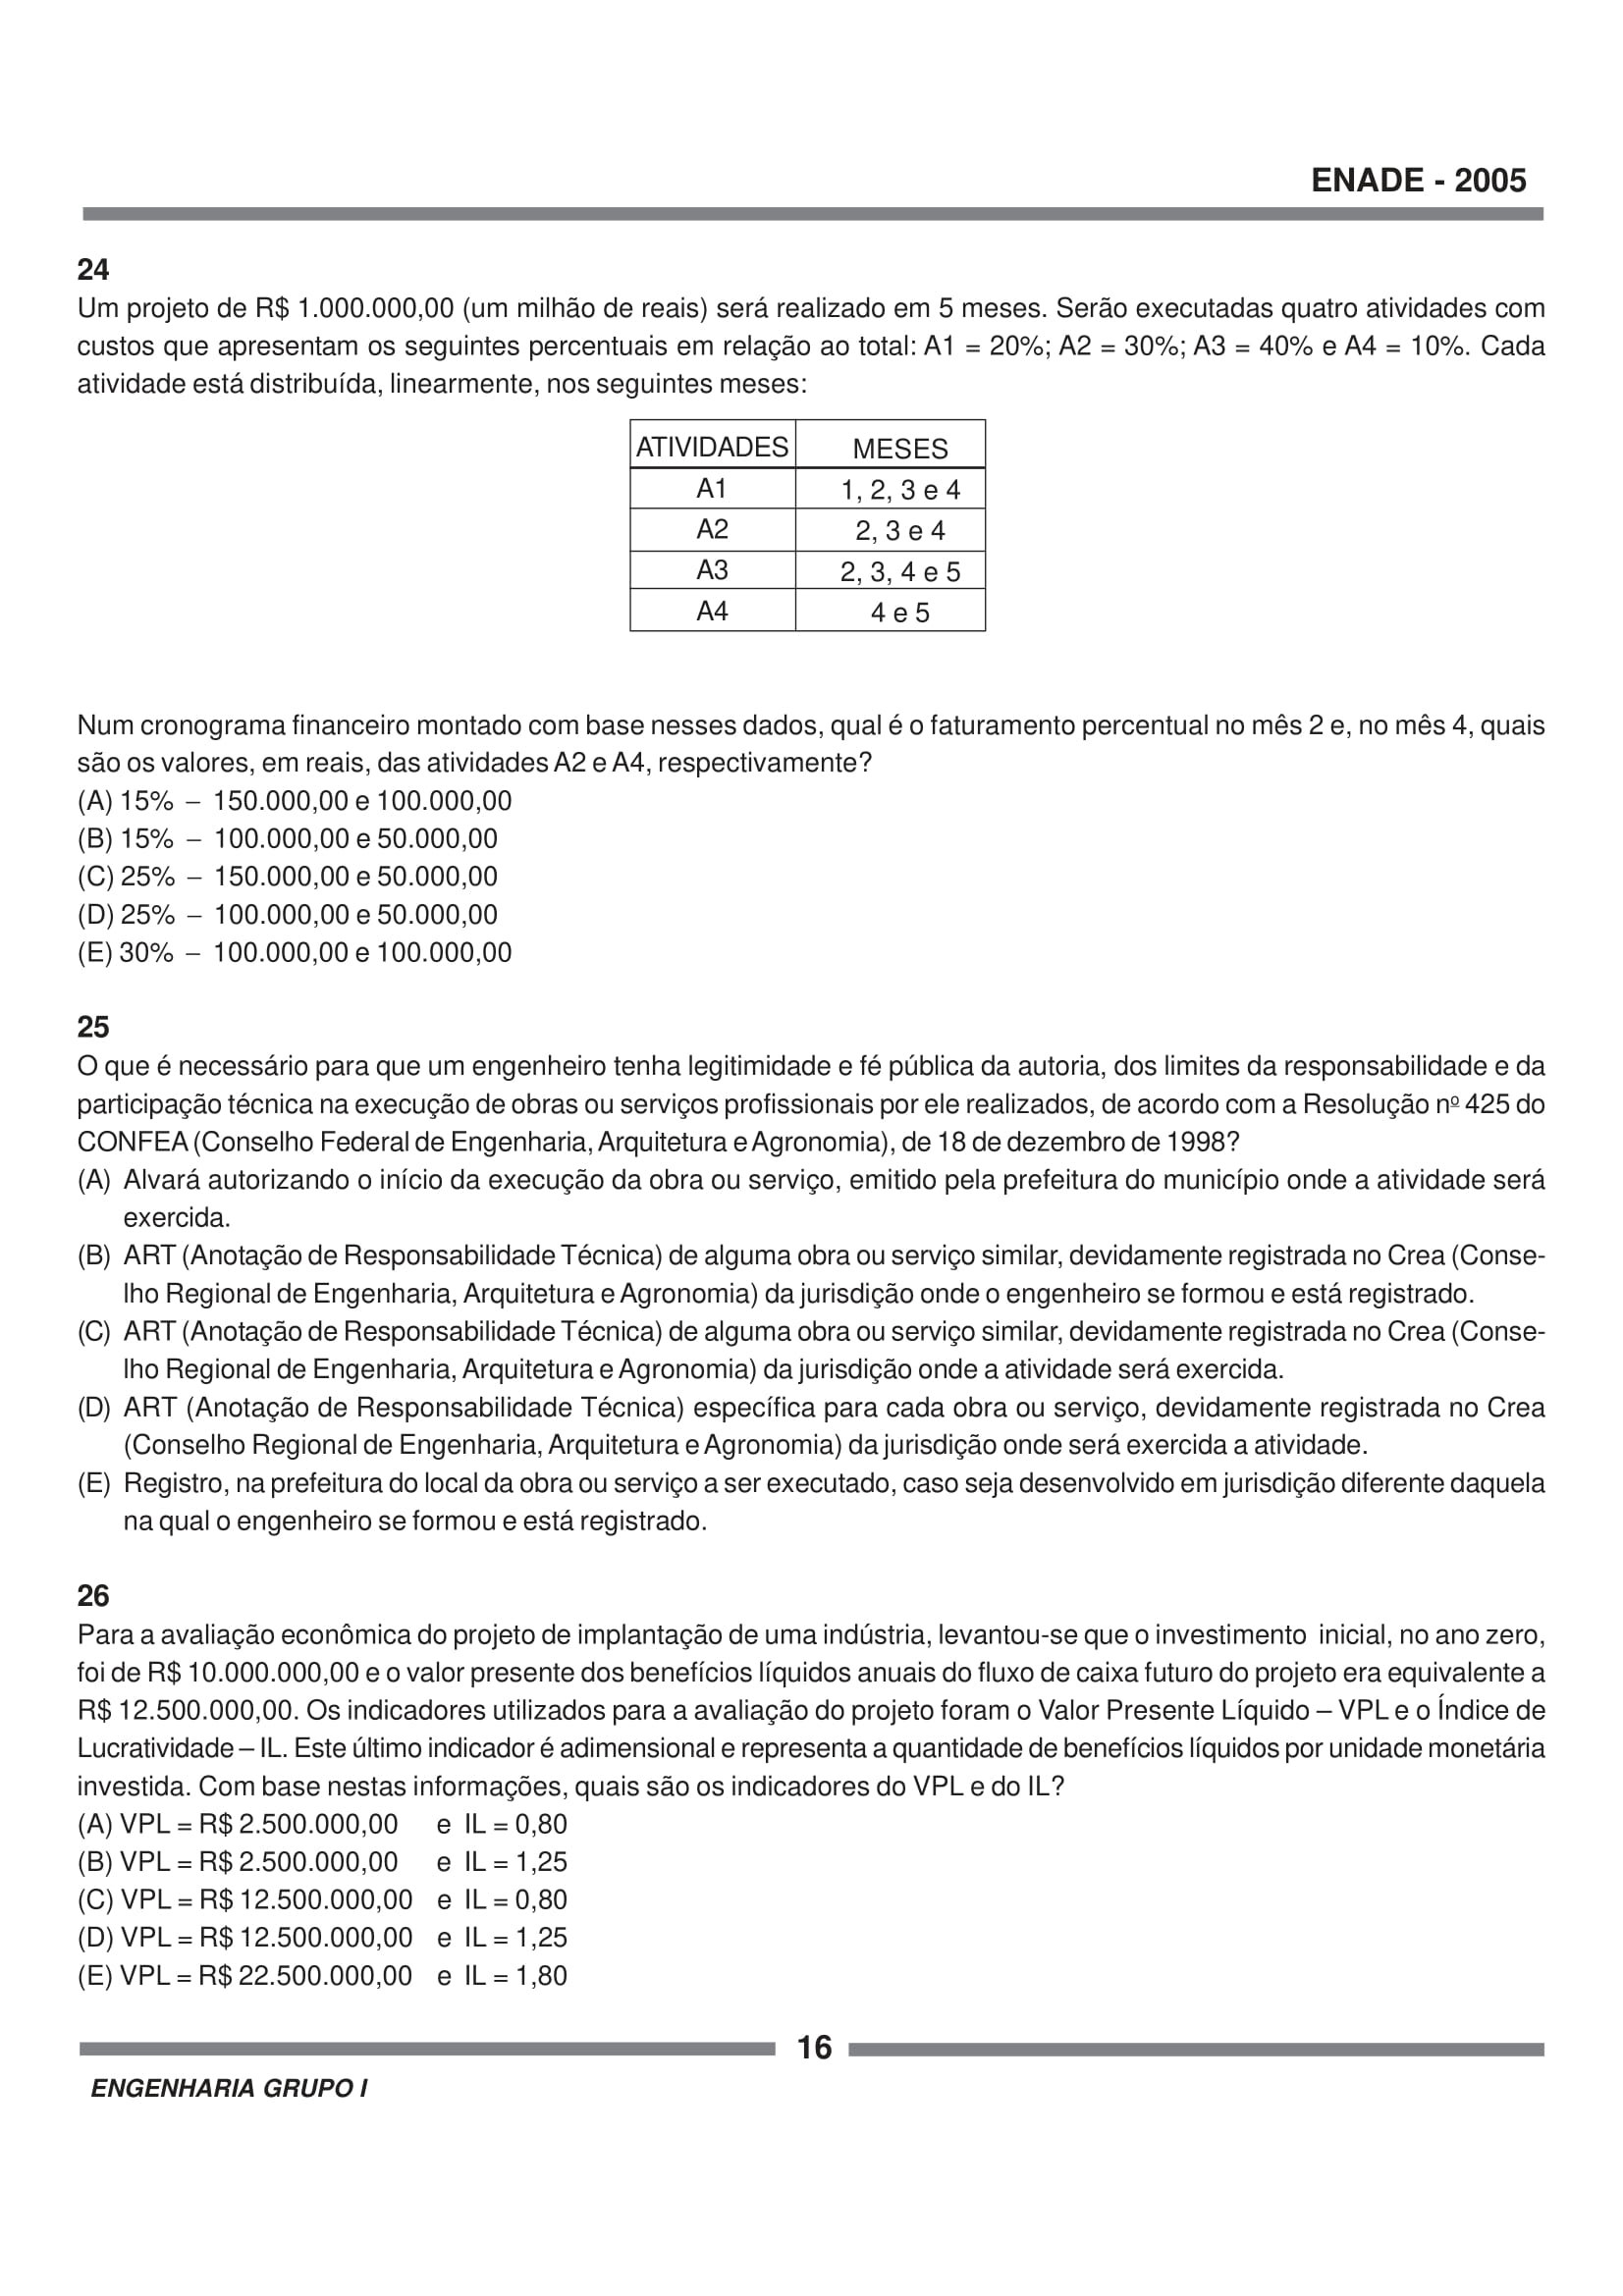 ENADE - 2005
24
Um projeto de R$ 1.000.000,00 (um milhão de reais) será realizado em 5 meses. Serão executadas quatro atividades com
custos que apresentam os seguintes percentuais em relação ao total: A1 = 20%; A2 = 30%; A3 = 40% e A4 = 10%. Cada
atividade está distribuída, linearmente, nos seguintes meses:
ATIVIDADES MESES
A1 1, 2, 3 e 4
A2 2, 3 e 4
A3 2, 3, 4 e 5
A4 4 e 5
Num cronograma financeiro montado com base nesses dados, qual é o faturamento percentual no mês 2 e, no mês 4, quais
são os valores, em reais, das atividades A2 e A4, respectivamente?
(A) 15% – 150.000,00 e 100.000,00
(B) 15% – 100.000,00 e 50.000,00
(C) 25% – 150.000,00 e 50.000,00
(D) 25% – 100.000,00 e 50.000,00
(E) 30% – 100.000,00 e 100.000,00
25
O que é necessário para que um engenheiro tenha legitimidade e fé pública da autoria, dos limites da responsabilidade e da
participação técnica na execução de obras ou serviços profissionais por ele realizados, de acordo com a Resolução nº 425 do
CONFEA (Conselho Federal de Engenharia, Arquitetura e Agronomia), de 18 de dezembro de 1998?
(A) Alvará autorizando o início da execução da obra ou serviço, emitido pela prefeitura do município onde a atividade será
exercida.
(B) ART (Anotação de Responsabilidade Técnica) de alguma obra ou serviço similar, devidamente registrada no Crea (Conse-
lho Regional de Engenharia, Arquitetura e Agronomia) da jurisdição onde o engenheiro se formou e está registrado.
(C) ART (Anotação de Responsabilidade Técnica) de alguma obra ou serviço similar, devidamente registrada no Crea (Conse-
lho Regional de Engenharia, Arquitetura e Agronomia) da jurisdição onde a atividade será exercida.
(D) ART (Anotação de Responsabilidade Técnica) específica para cada obra ou serviço, devidamente registrada no Crea
(Conselho Regional de Engenharia, Arquitetura e Agronomia) da jurisdição onde será exercida a atividade.
(E) Registro, na prefeitura do local da obra ou serviço a ser executado, caso seja desenvolvido em jurisdição diferente daquela
na qual o engenheiro se formou e está registrado.
26
Para a avaliação econômica do projeto de implantação de uma indústria, levantou-se que o investimento inicial, no ano zero,
foi de R$ 10.000.000,00 e o valor presente dos benefícios líquidos anuais do fluxo de caixa futuro do projeto era equivalente a
R$ 12.500.000,00. Os indicadores utilizados para a avaliação do projeto foram o Valor Presente Líquido – VPL e o Índice de
Lucratividade – IL. Este último indicador é adimensional e representa a quantidade de benefícios líquidos por unidade monetária
investida. Com base nestas informações, quais são os indicadores do VPL e do IL?
(A) VPL = R$ 2.500.000,00 e IL = 0,80
(B) VPL = R$ 2.500.000,00 e IL = 1,25
(C) VPL = R$ 12.500.000,00 e IL = 0,80
(D) VPL = R$ 12.500.000,00 e IL = 1,25
(E) VPL = R$ 22.500.000,00 e IL = 1,80
16
ENGENHARIA GRUPO I